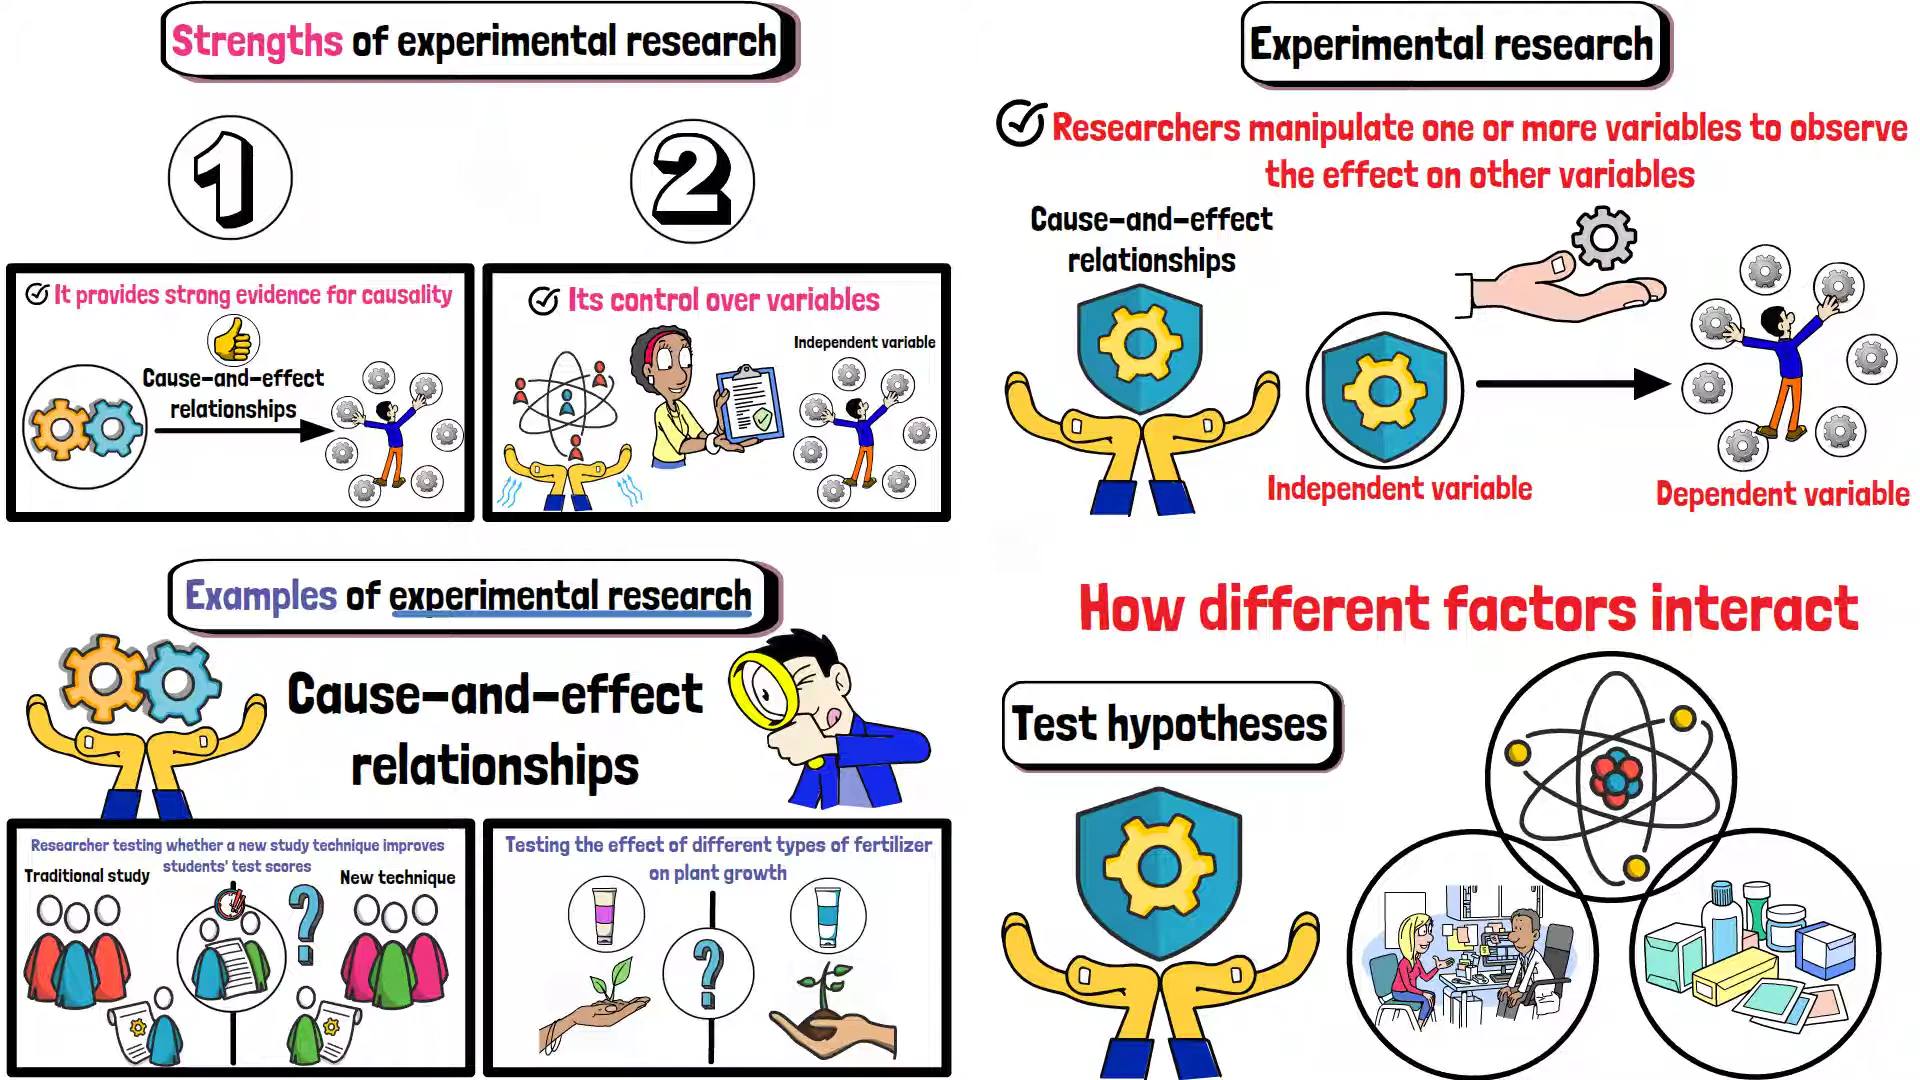 Strengths of experimental research
1
2
It provides strong evidence for causality
Cause-and-effect
relationships
Its control over variables
Independent variable
Experimental research
Researchers manipulate one or more variables to observe
the effect on other variables
Cause-and-effect
relationships
Independent variable
Dependent variable
Examples of experimental research
Cause-and-effect
relationships
Researcher testing whether a new study technique improves
students' test scores
Traditional study
New technique
?
Testing the effect of different types of fertilizer
on plant growth
?
How different factors interact
Test hypotheses